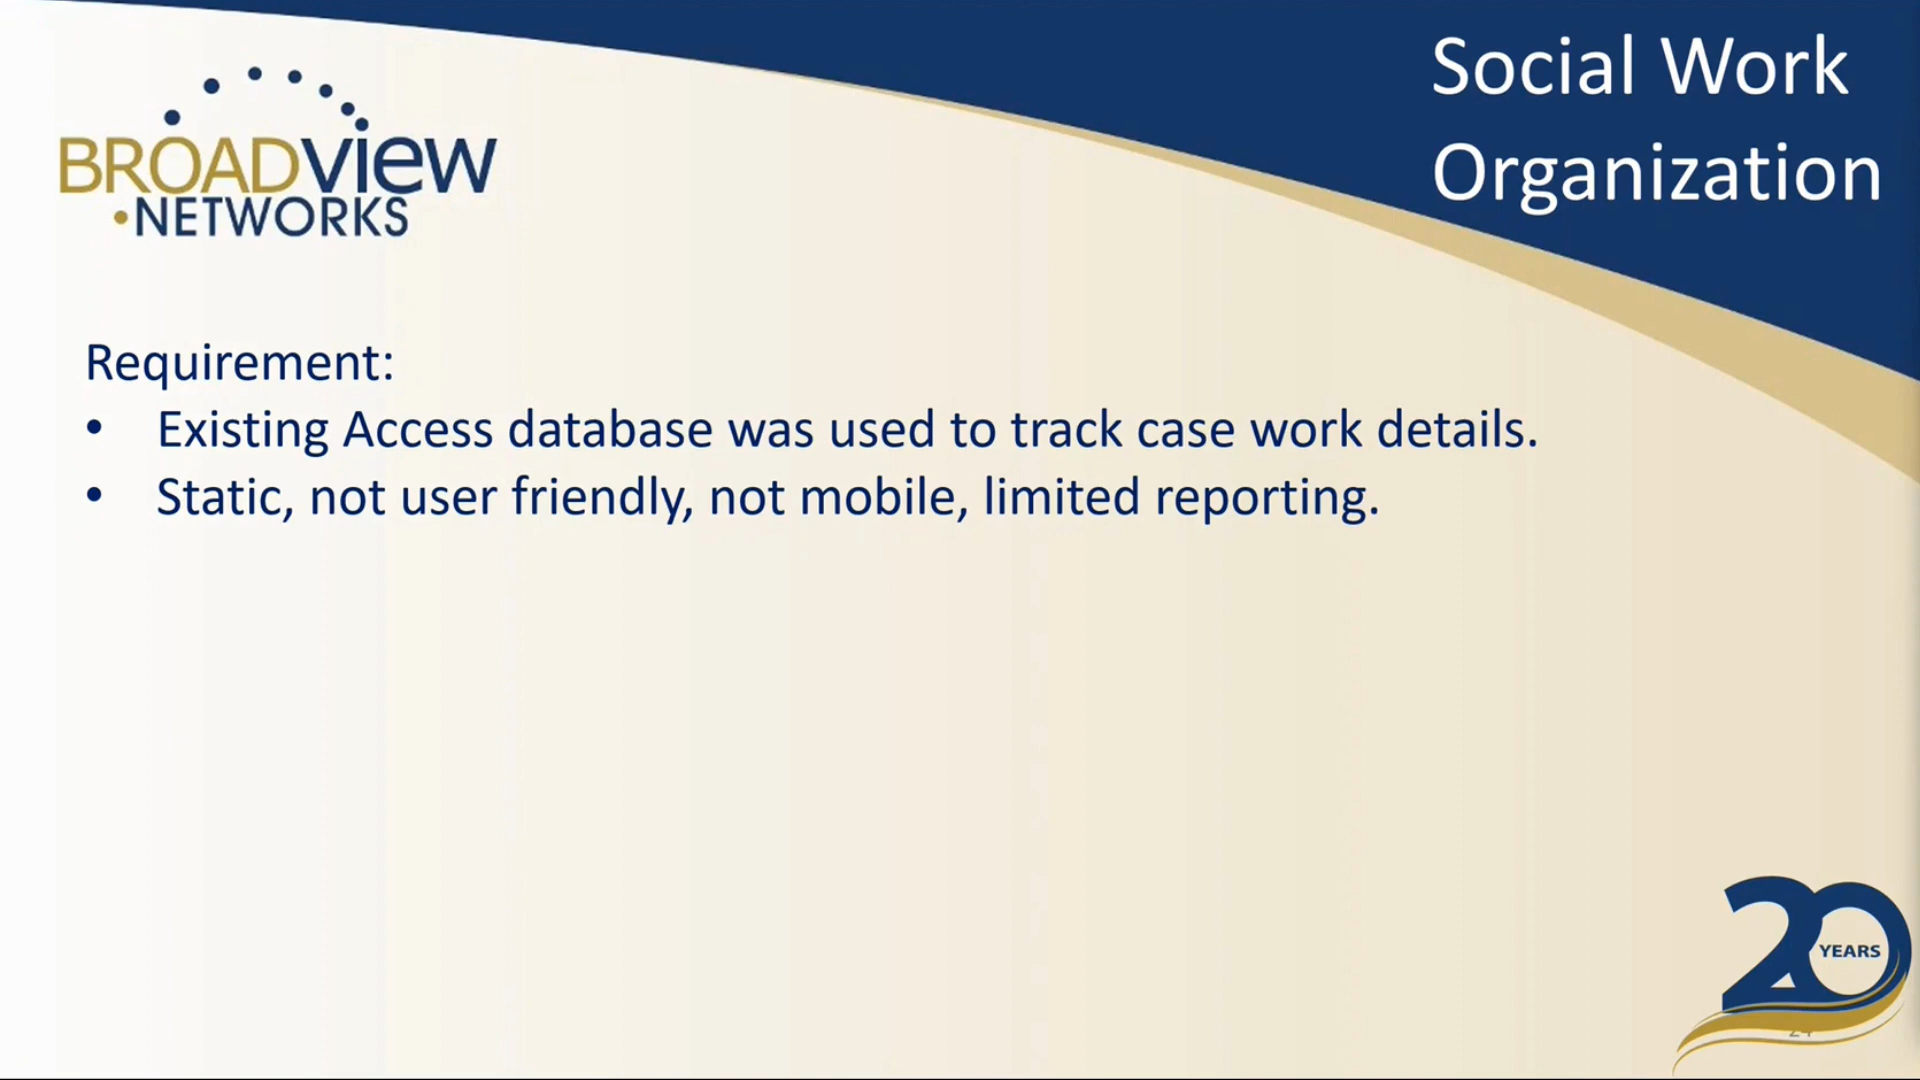 Social Work
Organization
BROADVIEW
•NETWORKS
Requirement:
• Existing Access database was used to track case work details.
• Static, not user friendly, not mobile, limited reporting.
20
YEARS